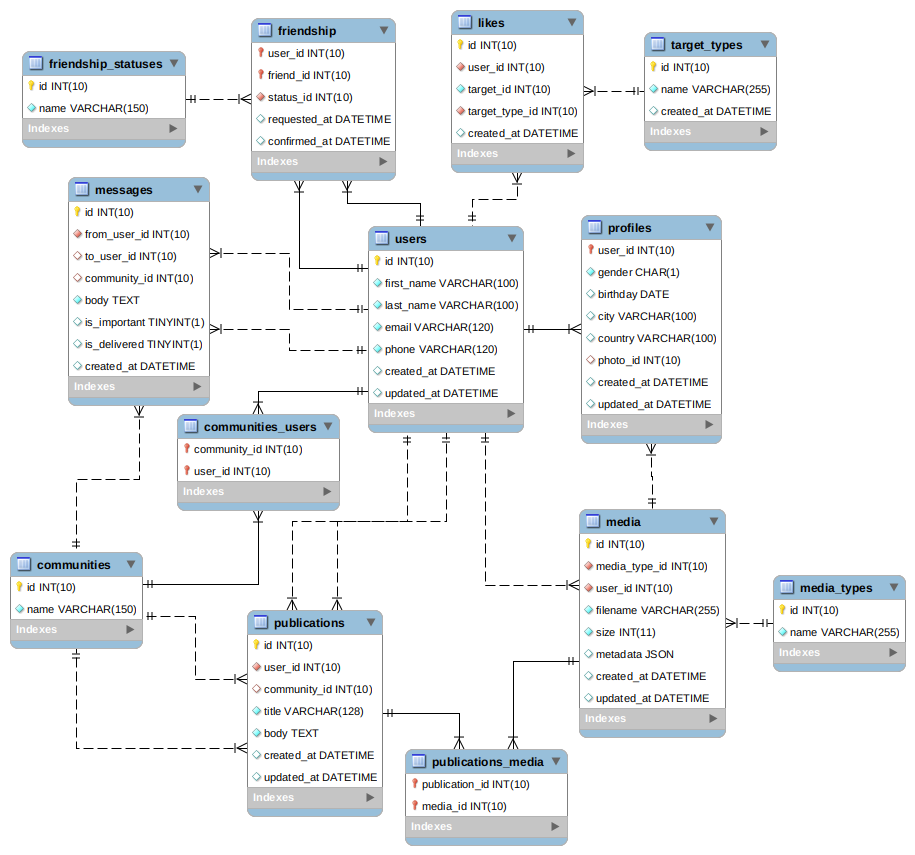 friendship_statuses
id INT(10)
name VARCHAR(150)
Indexes
friendship
user_id INT(10)
friend_id INT(10)
status_id INT(10)
requested_at DATETIME
confirmed_at DATETIME
Indexes
likes
id INT(10)
user_id INT(10)
target_id INT(10)
target_type_id INT(10)
created_at DATETIME
Indexes
target_types
id INT(10)
name VARCHAR(255)
created_at DATETIME
Indexes
messages
id INT(10)
from_user_id INT(10)
to_user_id INT(10)
community_id INT(10)
body TEXT
is_important TINYINT(1)
is_delivered TINYINT(1)
created_at DATETIME
Indexes
users
id INT(10)
first_name VARCHAR(100)
last_name VARCHAR(100)
email VARCHAR(120)
phone VARCHAR(120)
created_at DATETIME
updated_at DATETIME
Indexes
profiles
user_id INT(10)
gender CHAR(1)
birthday DATE
city VARCHAR(100)
country VARCHAR(100)
photo_id INT(10)
created_at DATETIME
updated_at DATETIME
Indexes
communities_users
community_id INT(10)
user_id INT(10)
Indexes
communities
id INT(10)
name VARCHAR(150)
Indexes
publications
id INT(10)
user_id INT(10)
community_id INT(10)
title VARCHAR(128)
body TEXT
created_at DATETIME
updated_at DATETIME
Indexes
media
id INT(10)
media_type_id INT(10)
user_id INT(10)
filename VARCHAR(255)
size INT(11)
metadata JSON
created_at DATETIME
updated_at DATETIME
Indexes
media_types
id INT(10)
name VARCHAR(255)
Indexes
publications_media
publication_id INT(10)
media_id INT(10)
Indexes